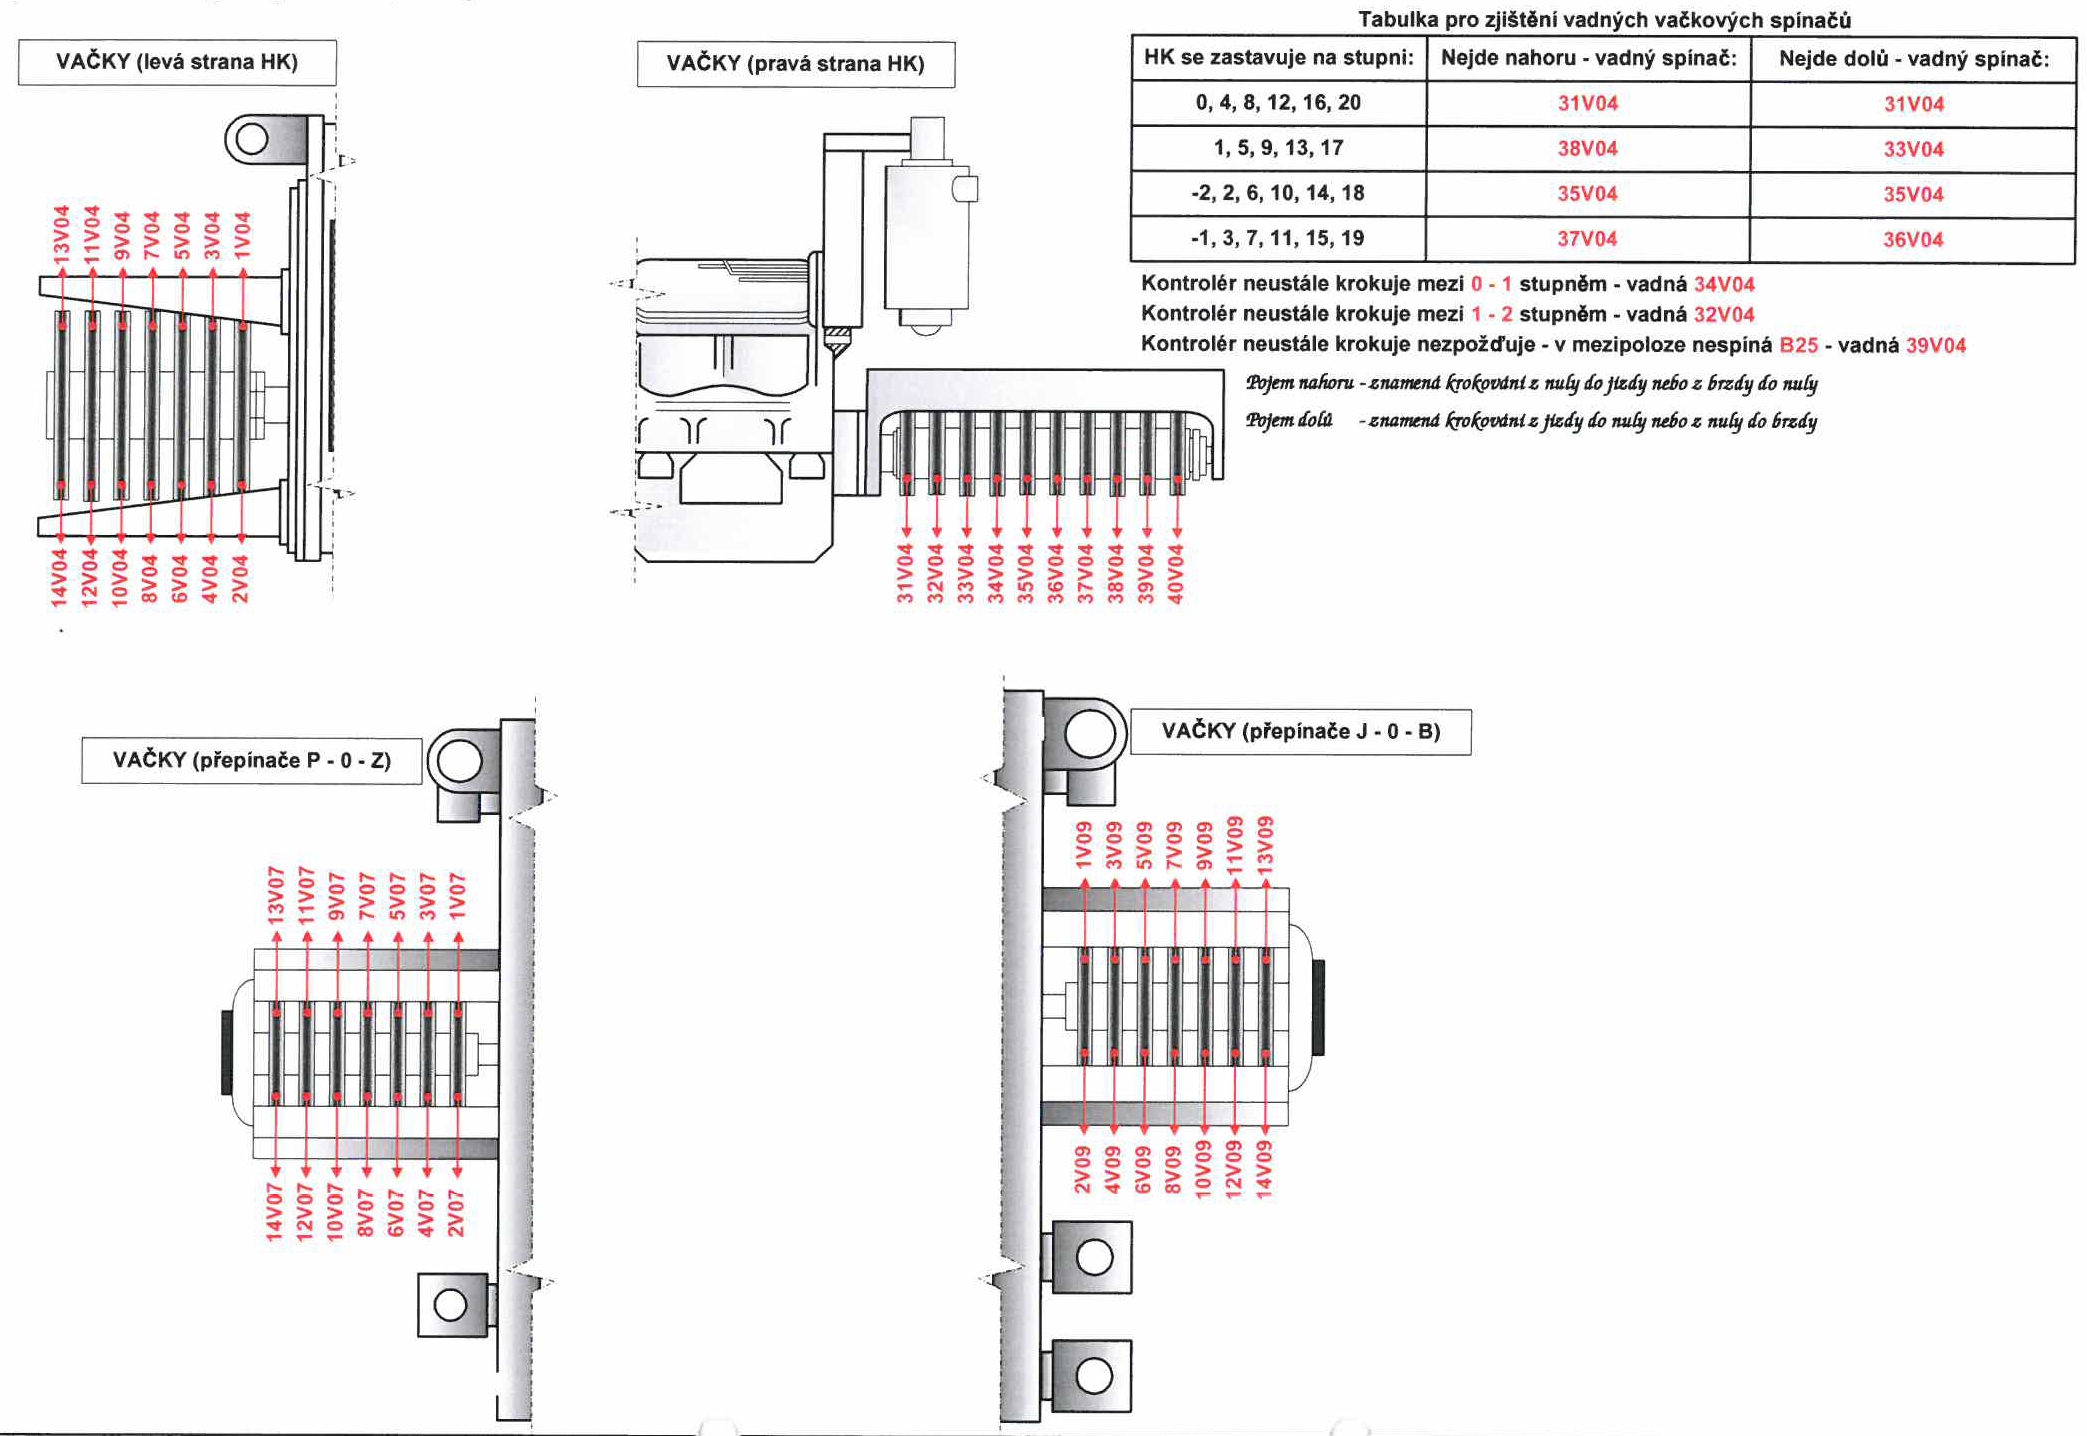 Tabulka pro zjištění vadných vačkových spínačů
VAČKY (levá strana HK)
VAČKY (pravá strana HK)
HK se zastavuje na stupni: Nejde nahoru - vadný spínač: Nejde dolů - vadný spínač:
0, 4, 8, 12, 16, 20 31V04 31V04
1, 5, 9, 13, 17 38V04 33V04
-2, 2, 6, 10, 14, 18 35V04 35V04
-1, 3, 7, 11, 15, 19 37V04 36V04
Kontrolér neustále krokuje mezi 0 - 1 stupněm - vadná 34V04
Kontrolér neustále krokuje mezi 1 - 2 stupněm - vadná 32V04
Kontrolér neustále krokuje nezpožďuje - v mezipoloze nespíná B25 - vadná 39V04
Pojem nahoru - znamená krokování z nuly do jízdy nebo z brzdy do nuly
Pojem dolů - znamená krokování z jízdy do nuly nebo z nuly do brzdy
13V04 11V04 9V04 7V04 5V04 3V04 1V04
14V04 12V04 10V04 8V04 6V04 4V04 2V04
31V04 32V04 33V04 34V04 35V04 36V04 37V04 38V04 39V04 40V04
VAČKY (přepínače P - 0 - Z)
13V07 11V07 9V07 7V07 5V07 3V07 1V07
14V07 12V07 10V07 8V07 6V07 4V07 2V07
VAČKY (přepínače J - 0 - B)
1V09 3V09 5V09 7V09 9V09 11V09 13V09
2V09 4V09 6V09 8V09 10V09 12V09 14V09